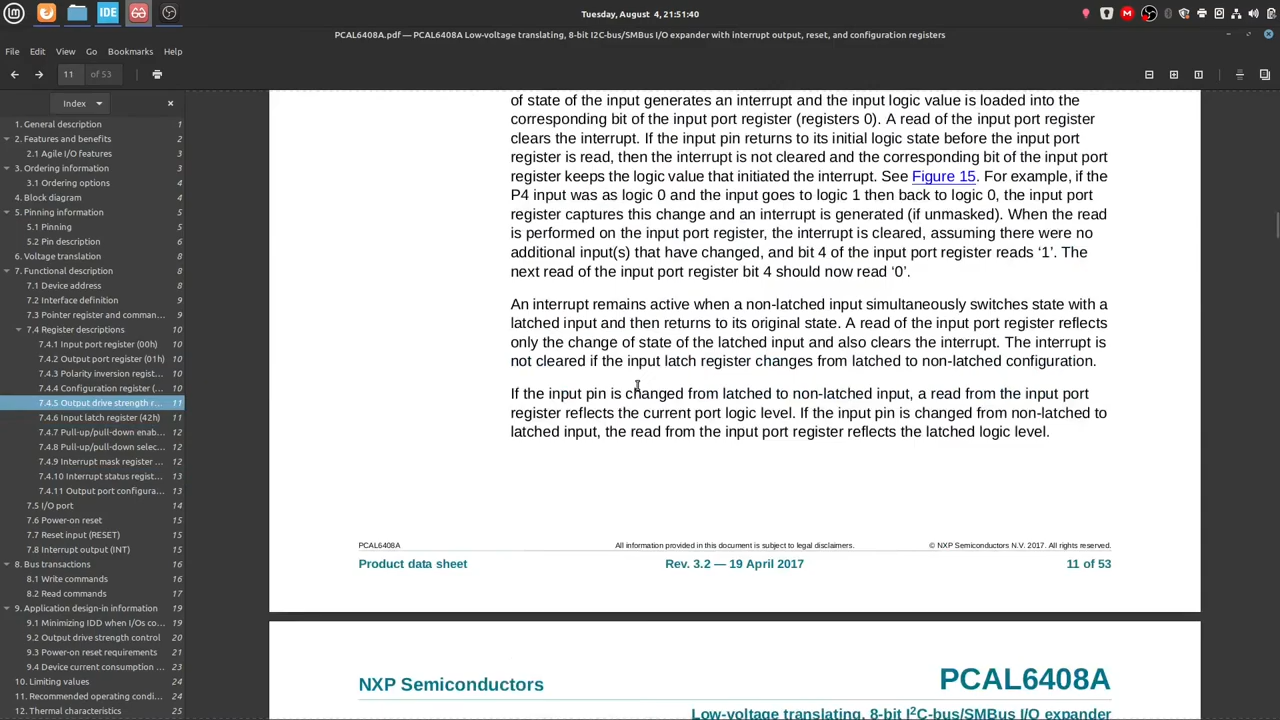 IDE
Tuesday, August  4, 21:51:40
PCAL6408A.pdf — PCAL6408A Low-voltage translating, 8-bit I2C-bus/SMBus I/O expander with interrupt output, reset, and configuration registers
File Edit View Go Bookmarks Help
11 of 53
Index
1. General description 1
2. Features and benefits 2
2.1 Agile I/O features 3
3. Ordering information 3
3.1 Ordering options 4
4. Block diagram 4
5. Pinning information 5
5.1 Pinning 5
5.2 Pin description 6
6. Voltage translation 8
7. Functional description 8
7.1 Device address 8
7.2 Interface definition 9
7.3 Pointer register and comman... 9
7.4 Register descriptions 10
7.4.1 Input port register (00h) 10
7.4.2 Output port register (01h) 10
7.4.3 Polarity inversion regist... 10
7.4.4 Configuration register (... 10
7.4.5 Output drive strength r... 11
7.4.6 Input latch register (42h) 11
7.4.7 Pull-up/pull-down enab... 12
7.4.8 Pull-up/pull-down selec... 12
7.4.9 Interrupt mask register ... 12
7.4.10 Interrupt status regist... 13
7.4.11 Output port configura... 13
7.5 I/O port 14
7.6 Power-on reset 15
7.7 Reset input (RESET) 15
7.8 Interrupt output (INT) 15
8. Bus transactions 16
8.1 Write commands 16
8.2 Read commands 17
9. Application design-in information 19
9.1 Minimizing IDD when I/Os co... 19
9.2 Output drive strength control 20
9.3 Power-on reset requirements 21
9.4 Device current consumption ... 23
10. Limiting values 24
11. Recommended operating condi... 24
12. Thermal characteristics 25
of state of the input generates an interrupt and the input logic value is loaded into the
corresponding bit of the input port register (registers 0). A read of the input port register
clears the interrupt. If the input pin returns to its initial logic state before the input port
register is read, then the interrupt is not cleared and the corresponding bit of the input port
register keeps the logic value that initiated the interrupt. See Figure 15. For example, if the
P4 input was as logic 0 and the input goes to logic 1 then back to logic 0, the input port
register captures this change and an interrupt is generated (if unmasked). When the read
is performed on the input port register, the interrupt is cleared, assuming there were no
additional input(s) that have changed, and bit 4 of the input port register reads ‘1’. The
next read of the input port register bit 4 should now read ‘0’.
An interrupt remains active when a non-latched input simultaneously switches state with a
latched input and then returns to its original state. A read of the input port register reflects
only the change of state of the latched input and also clears the interrupt. The interrupt is
not cleared if the input latch register changes from latched to non-latched configuration.
If the input pin is changed from latched to non-latched input, a read from the input port
register reflects the current port logic level. If the input pin is changed from non-latched to
latched input, the read from the input port register reflects the latched logic level.
PCAL6408A All information provided in this document is subject to legal disclaimers. © NXP Semiconductors N.V. 2017. All rights reserved.
Product data sheet Rev. 3.2 — 19 April 2017 11 of 53
NXP Semiconductors PCAL6408A
Low-voltage translating, 8-bit I²C-bus/SMBus I/O expander